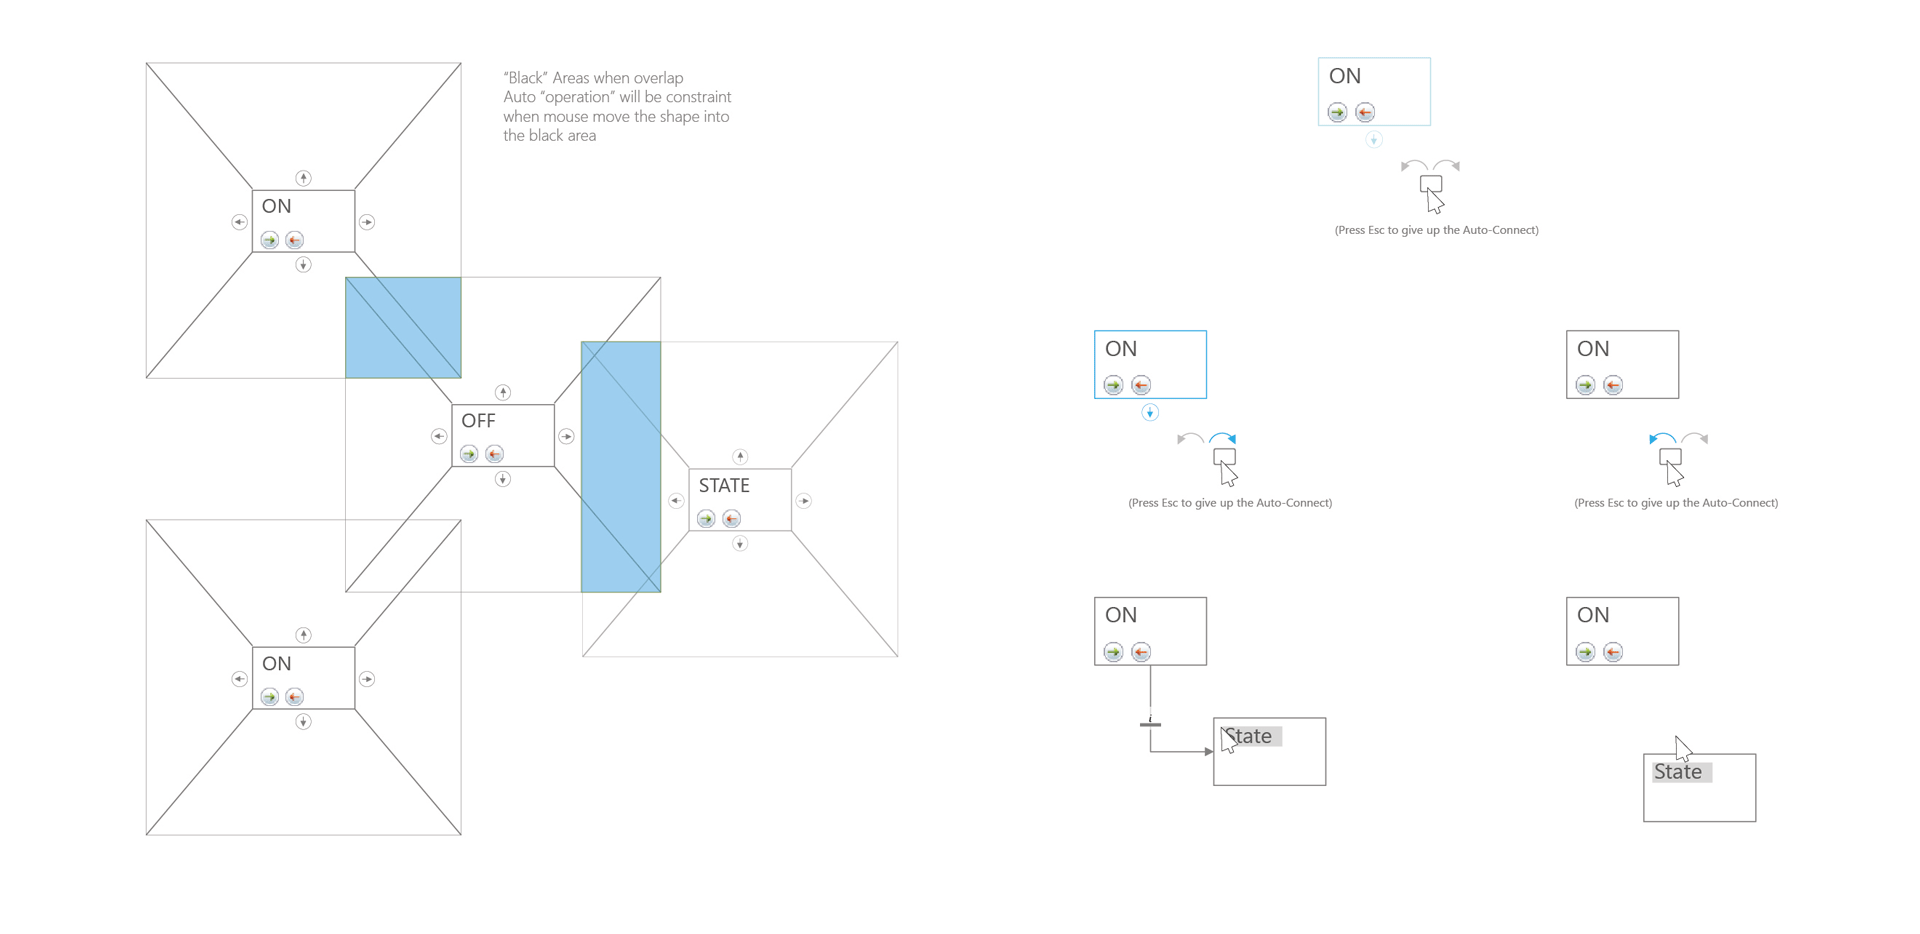 “Black” Areas when overlap
Auto “operation” will be constraint
when mouse move the shape into
the black area
ON
OFF
STATE
ON
ON
(Press Esc to give up the Auto-Connect)
ON
(Press Esc to give up the Auto-Connect)
ON
(Press Esc to give up the Auto-Connect)
ON
i
State
ON
State